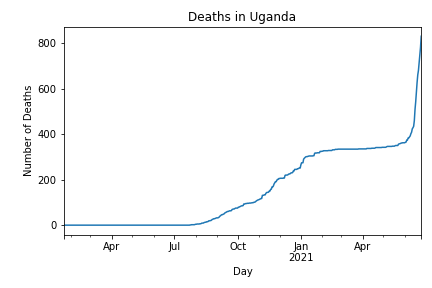 Deaths in Uganda
Number of Deaths
800
600
400
200
0
Apr
Jul
Oct
Jan
2021
Apr
Day